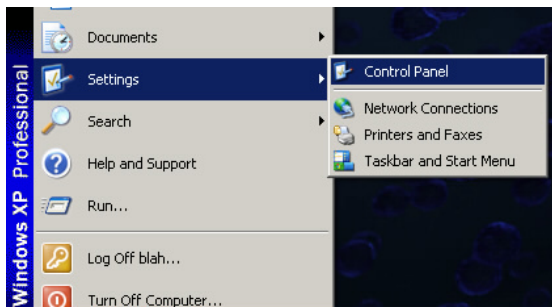 Documents
Settings
Search
Help and Support
Run...
Log Off blah...
Turn Off Computer...
Windows XP Professional
Control Panel
Network Connections
Printers and Faxes
Taskbar and Start Menu